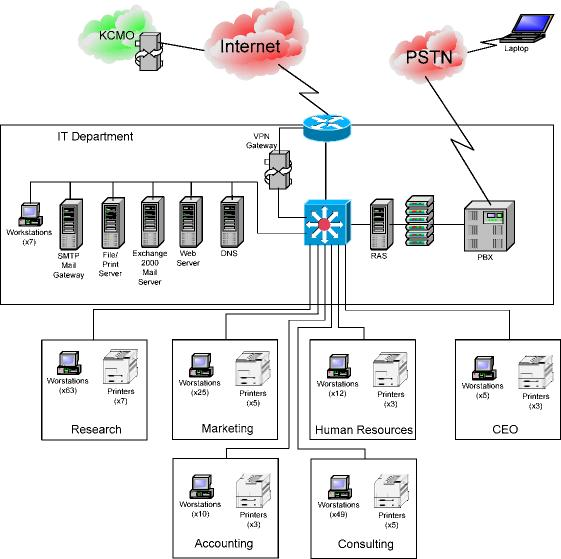 KCMO
Internet
PSTN
Laptop
IT Department
VPN
Gateway
Workstations
(x7)
SMTP
Mail
Gateway
File/
Print
Server
Exchange
2000
Mail
Server
Web
Server
DNS
RAS
PBX
Worstations
(x63)
Printers
(x7)
Research
Worstations
(x25)
Printers
(x5)
Marketing
Worstations
(x12)
Printers
(x3)
Human Resources
Workstations
(x5)
Printers
(x3)
CEO
Worstations
(x10)
Printers
(x3)
Accounting
Worstations
(x49)
Printers
(x5)
Consulting